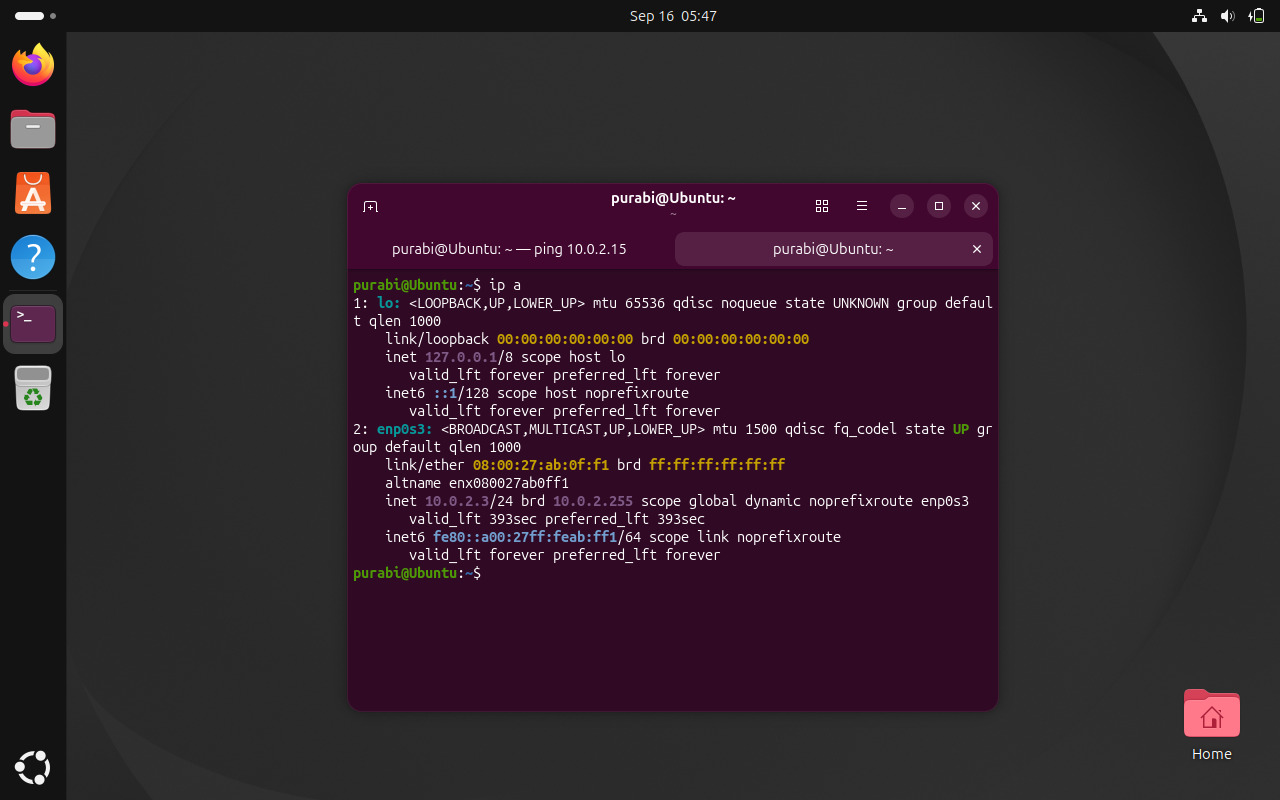 Sep 16 05:47
purabi@Ubuntu: ~
~
purabi@Ubuntu: ~ — ping 10.0.2.15
purabi@Ubuntu: ~
purabi@Ubuntu:~$ ip a
1: lo: <LOOPBACK,UP,LOWER_UP> mtu 65536 qdisc noqueue state UNKNOWN group defaul
t qlen 1000
    link/loopback 00:00:00:00:00:00 brd 00:00:00:00:00:00
    inet 127.0.0.1/8 scope host lo
       valid_lft forever preferred_lft forever
    inet6 ::1/128 scope host noprefixroute
       valid_lft forever preferred_lft forever
2: enp0s3: <BROADCAST,MULTICAST,UP,LOWER_UP> mtu 1500 qdisc fq_codel state UP gr
oup default qlen 1000
    link/ether 08:00:27:ab:0f:f1 brd ff:ff:ff:ff:ff:ff
    altname enx080027ab0ff1
    inet 10.0.2.3/24 brd 10.0.2.255 scope global dynamic noprefixroute enp0s3
       valid_lft 393sec preferred_lft 393sec
    inet6 fe80::a00:27ff:feab:ff1/64 scope link noprefixroute
       valid_lft forever preferred_lft forever
purabi@Ubuntu:~$
Home